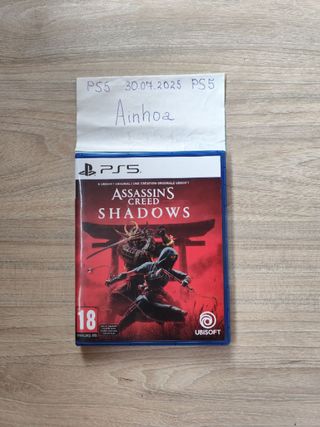 PS5 30.07.2025 PS5
Ainhoa
PS5
A UBISOFT ORIGINAL / UNE CRÉATION ORIGINALE UBISOFT
ASSASSIN'S
CREED
SHADOWS
18
UBISOFT